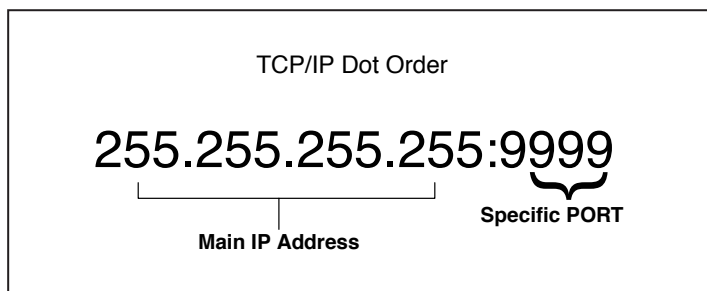 TCP/IP Dot Order
255.255.255.255:9999
Specific PORT
Main IP Address